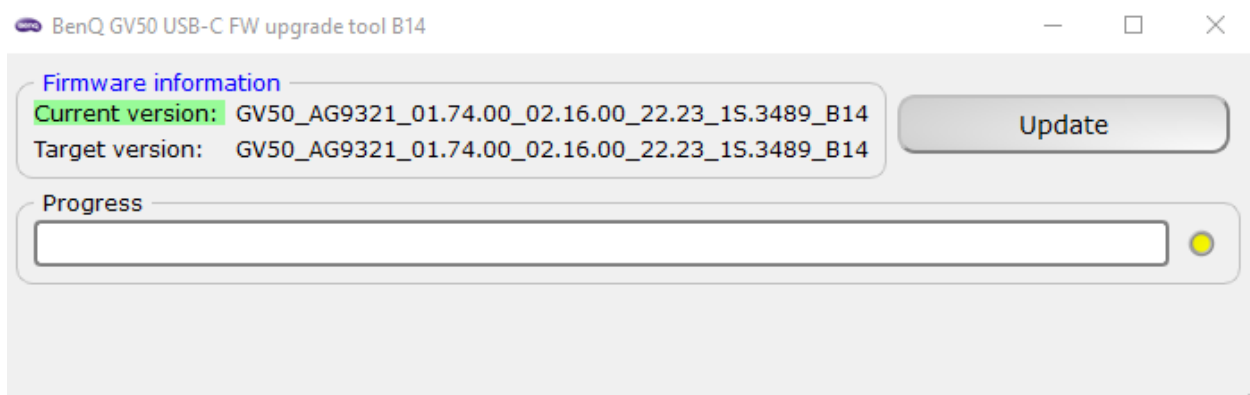 BenQ GV50 USB-C FW upgrade tool B14
Firmware information
Current version: GV50_AG9321_01.74.00_02.16.00_22.23_1S.3489_B14
Update
Target version: GV50_AG9321_01.74.00_02.16.00_22.23_1S.3489_B14
Progress